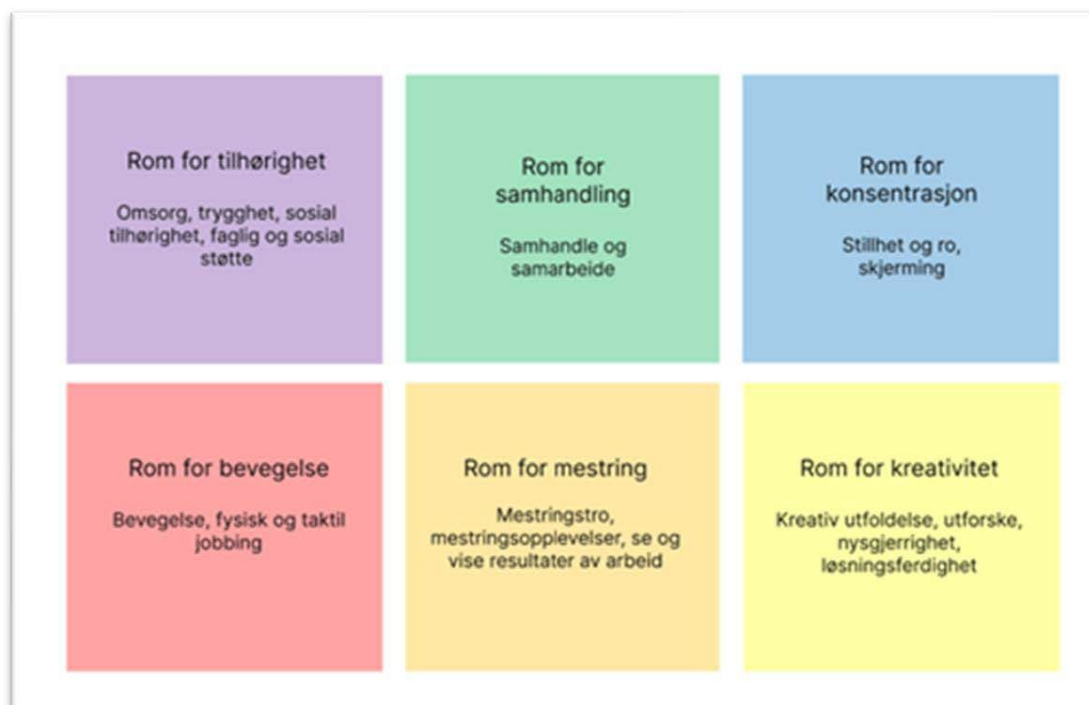 Rom for tilhørighet
Omsorg, trygghet, sosial
tilhørighet, faglig og sosial
støtte
Rom for
samhandling
Samhandle og
samarbeide
Rom for
konsentrasjon
Stillhet og ro,
skjerming
Rom for bevegelse
Bevegelse, fysisk og taktil
jobbing
Rom for mestring
Mestringstro,
mestringsopplevelser, se og
vise resultater av arbeid
Rom for kreativitet
Kreativ utfoldelse, utforske,
nysgjerrighet,
løsningsferdighet